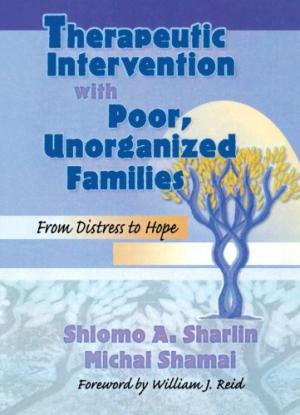 Therapeutic
Intervention
with
Poor,
Unorganized
Families
From Distress to Hope
Shlomo A. Sharlin
Michal Shamai
Foreword by William J. Reid